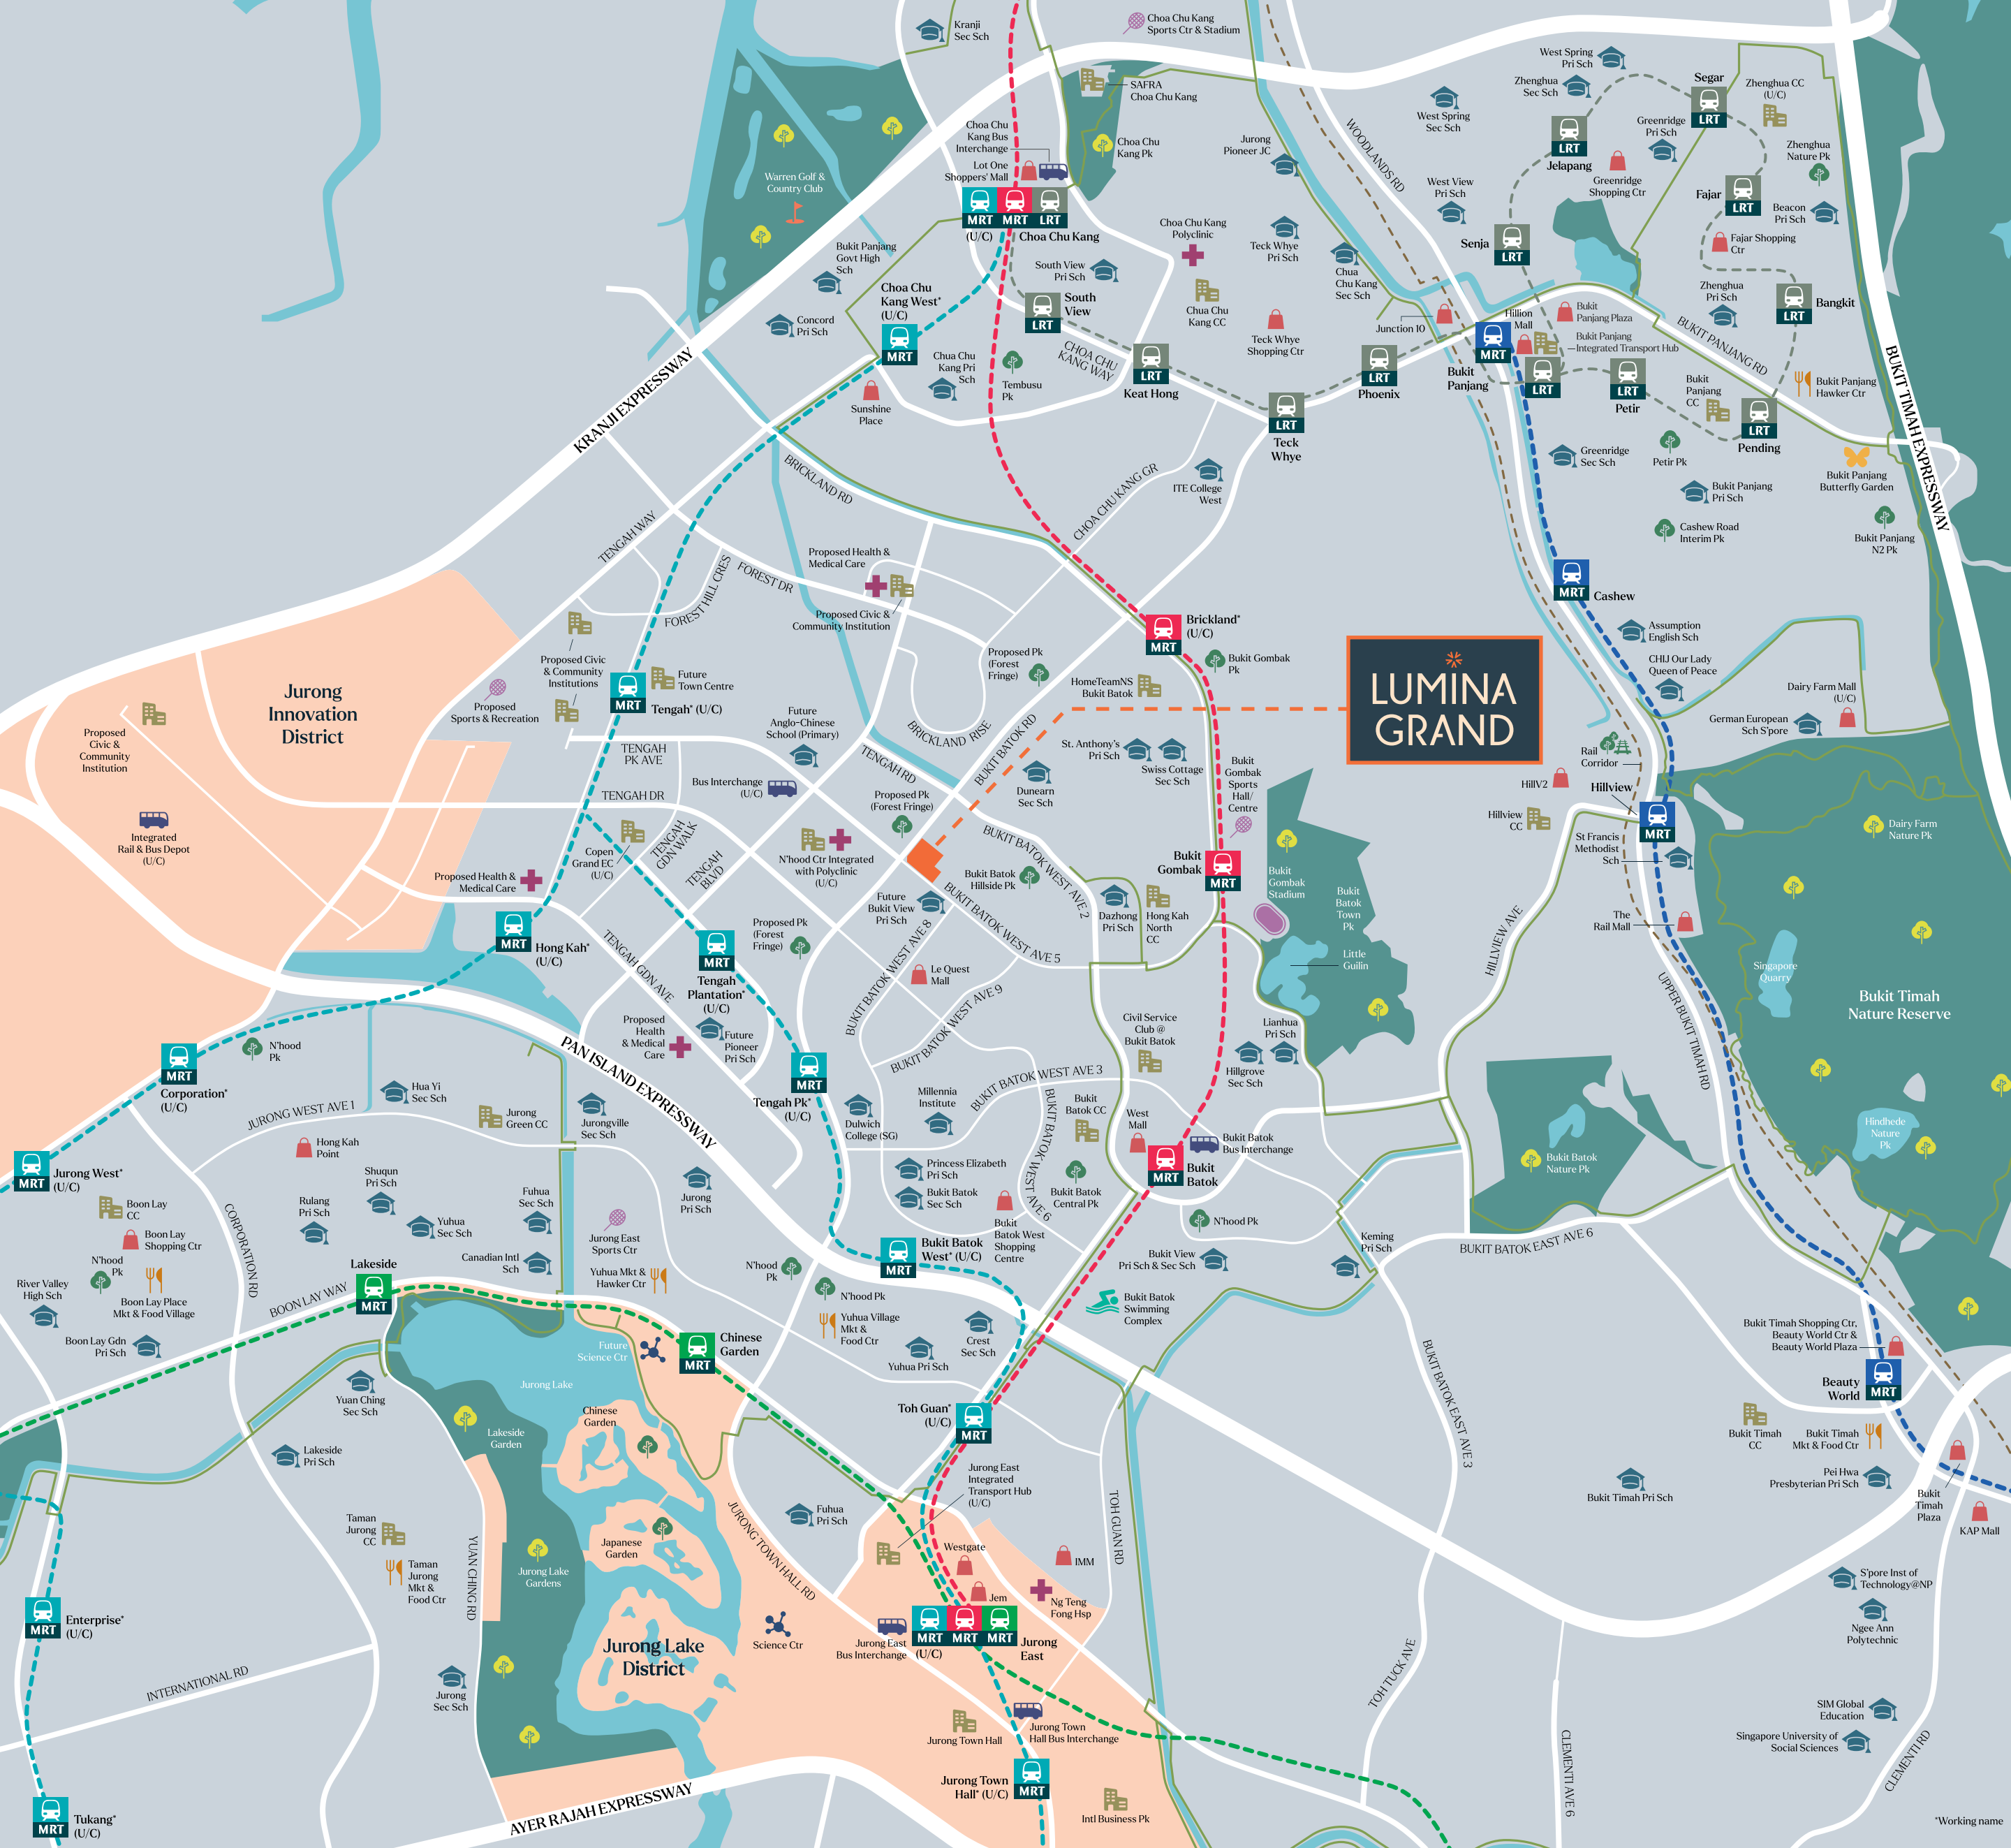 Kranji
Sec Sch
Choa Chu Kang
Sports Ctr & Stadium
SAFRA
Choa Chu Kang
Choa Chu
Kang Bus
Interchange
Lot One
Shoppers' Mall
Choa Chu
Kang Pk
Warren Golf &
Country Club
MRT
MRT
LRT
(U/C)
Choa Chu Kang
Jurong
Pioneer JC
WOODLANDS RD
West Spring
Pri Sch
Zhenghua
Sec Sch
West Spring
Sec Sch
Segar
LRT
Zhenghua CC
(U/C)
Greenridge
Pri Sch
LRT
Jelapang
Greenridge
Shopping Ctr
Zhenghua
Nature Pk
Fajar
LRT
Beacon
Pri Sch
West View
Pri Sch
Senja
LRT
Fajar Shopping
Ctr
Bukit Panjang
Govt High
Sch
Concord
Pri Sch
Choa Chu
Kang West*
(U/C)
MRT
South View
Pri Sch
South
View
LRT
Choa Chu Kang
Polyclinic
Chua Chu
Kang CC
Teck Whye
Pri Sch
Chua
Chu Kang
Sec Sch
Teck Whye
Shopping Ctr
Junction 10
Hillion
Mall
Bukit
Panjang Plaza
Bukit Panjang
Integrated Transport Hub
Zhenghua
Pri Sch
LRT
Bangkit
BUKIT PANJANG RD
BUKIT TIMAH EXPRESSWAY
KRANJI EXPRESSWAY
Sunshine
Place
Chua Chu
Kang Pri
Sch
Tembusu
Pk
CHOA CHU
KANG WAY
LRT
Keat Hong
LRT
Teck
Whye
LRT
Phoenix
MRT
Bukit
Panjang
LRT
LRT
Petir
Bukit
Panjang
CC
LRT
Pending
Bukit Panjang
Hawker Ctr
Greenridge
Sec Sch
Petir Pk
Bukit Panjang
Pri Sch
Bukit Panjang
Butterfly Garden
Cashew Road
Interim Pk
Bukit Panjang
N2 Pk
BRICKLAND RD
CHOA CHU KANG GR
ITE College
West
TENGAH WAY
FOREST HILL CRES
FOREST DR
Proposed Health &
Medical Care
Proposed Civic &
Community Institution
Brickland*
(U/C)
MRT
Bukit Gombak
Pk
MRT
Cashew
Assumption
English Sch
CHIJ Our Lady
Queen of Peace
Dairy Farm Mall
(U/C)
German European
Sch S'pore
Jurong
Innovation
District
Proposed
Civic &
Community
Institution
Proposed Civic
& Community
Institutions
Proposed
Sports & Recreation
Future
Town Centre
MRT
Tengah* (U/C)
Proposed Pk
(Forest
Fringe)
HomeTeamNS
Bukit Batok
LUMINA
GRAND
Future
Anglo-Chinese
School (Primary)
BRICKLAND RISE
BUKIT BATOK RD
St. Anthony's
Pri Sch
Swiss Cottage
Sec Sch
Bukit
Gombak
Sports
Hall/
Centre
Rail
Corridor
TENGAH
PK AVE
TENGAH RD
Bus Interchange
(U/C)
Dunearn
Sec Sch
HillV2
Hillview
MRT
Hillview
CC
St Francis
Methodist
Sch
Dairy Farm
Nature Pk
Integrated
Rail & Bus Depot
(U/C)
TENGAH DR
Proposed Pk
(Forest Fringe)
Copen
Grand EC
(U/C)
TENGAH
GDN WALK
TENGAH
BLVD
N'hood Ctr Integrated
with Polyclinic
(U/C)
BUKIT BATOK WEST AVE 2
Bukit Batok
Hillside Pk
Bukit
Gombak
MRT
Bukit
Gombak
Stadium
Bukit
Batok
Town
Pk
Proposed Health &
Medical Care
MRT
Hong Kah*
(U/C)
Future
Bukit View
Pri Sch
BUKIT BATOK WEST AVE 5
Dazhong
Pri Sch
Hong Kah
North
CC
The
Rail Mall
HILLVIEW AVE
Little
Guilin
Singapore
Quarry
Bukit Timah
Nature Reserve
TENGAH GDN AVE
MRT
Tengah
Plantation*
(U/C)
Proposed Pk
(Forest
Fringe)
BUKIT BATOK WEST AVE 8
Le Quest
Mall
BUKIT BATOK WEST AVE 9
UPPER BUKIT TIMAH RD
Proposed
Health
& Medical
Care
Future
Pioneer
Pri Sch
Civil Service
Club @
Bukit Batok
Lianhua
Pri Sch
Hillgrove
Sec Sch
N'hood
Pk
MRT
Corporation*
(U/C)
PAN ISLAND EXPRESSWAY
MRT
Tengah Pk*
(U/C)
BUKIT BATOK WEST AVE 3
Hua Yi
Sec Sch
JURONG WEST AVE 1
Jurong
Green CC
Jurongville
Sec Sch
Dulwich
College (SG)
Millennia
Institute
Bukit
Batok CC
West
Mall
Bukit Batok
Bus Interchange
MRT
Bukit
Batok
Hindhede
Nature
Pk
Bukit Batok
Nature Pk
MRT
Jurong West*
(U/C)
Hong Kah
Point
Shuqun
Pri Sch
Princess Elizabeth
Pri Sch
Bukit Batok
Sec Sch
BUKIT BATOK WEST AVE 6
Bukit Batok
Central Pk
Jurong
Pri Sch
Boon Lay
CC
Boon Lay
Shopping Ctr
Rulang
Pri Sch
Yuhua
Sec Sch
Fuhua
Sec Sch
Canadian Intl
Sch
Jurong East
Sports Ctr
Bukit
Batok West
Shopping
Centre
N'hood Pk
Bukit View
Pri Sch & Sec Sch
Keming
Pri Sch
BUKIT BATOK EAST AVE 6
CORPORATION RD
Bukit Batok
West* (U/C)
MRT
N'hood
Pk
N'hood Pk
N'hood
Pk
River Valley
High Sch
Boon Lay Place
Mkt & Food Village
BOON LAY WAY
Lakeside
MRT
Yuhua Mkt &
Hawker Ctr
Yuhua Village
Mkt &
Food Ctr
Yuhua Pri Sch
Crest
Sec Sch
Bukit Batok
Swimming
Complex
BUKIT BATOK EAST AVE 3
Boon Lay Gdn
Pri Sch
Future
Science Ctr
Chinese
Garden
MRT
Bukit Timah Shopping Ctr,
Beauty World Ctr &
Beauty World Plaza
Beauty
World
MRT
Yuan Ching
Sec Sch
Jurong Lake
Chinese
Garden
Lakeside
Garden
Toh Guan*
(U/C)
MRT
Lakeside
Pri Sch
Bukit Timah
CC
Bukit Timah
Mkt & Food Ctr
Pei Hwa
Presbyterian Pri Sch
Bukit Timah Pri Sch
Bukit
Timah
Plaza
KAP Mall
Jurong East
Integrated
Transport Hub
(U/C)
TOH GUAN RD
Taman
Jurong
CC
Taman
Jurong
Mkt &
Food Ctr
YUAN CHING RD
Japanese
Garden
Jurong Lake
Gardens
JURONG TOWN HALL RD
Fuhua
Pri Sch
Westgate
IMM
Jem
Ng Teng
Fong Hsp
S'pore Inst of
Technology@NP
Ngee Ann
Polytechnic
MRT
Enterprise*
(U/C)
Jurong Lake
District
Science Ctr
Jurong East
Bus Interchange
MRT
MRT
MRT
(U/C)
Jurong
East
INTERNATIONAL RD
Jurong
Sec Sch
TOH TUCK AVE
Jurong Town Hall
Jurong Town
Hall Bus Interchange
SIM Global
Education
Singapore University of
Social Sciences
CLEMENTI AVE 6
CLEMENTI RD
Jurong Town
Hall* (U/C)
MRT
AYER RAJAH EXPRESSWAY
Intl Business Pk
MRT
Tukang*
(U/C)
*Working name